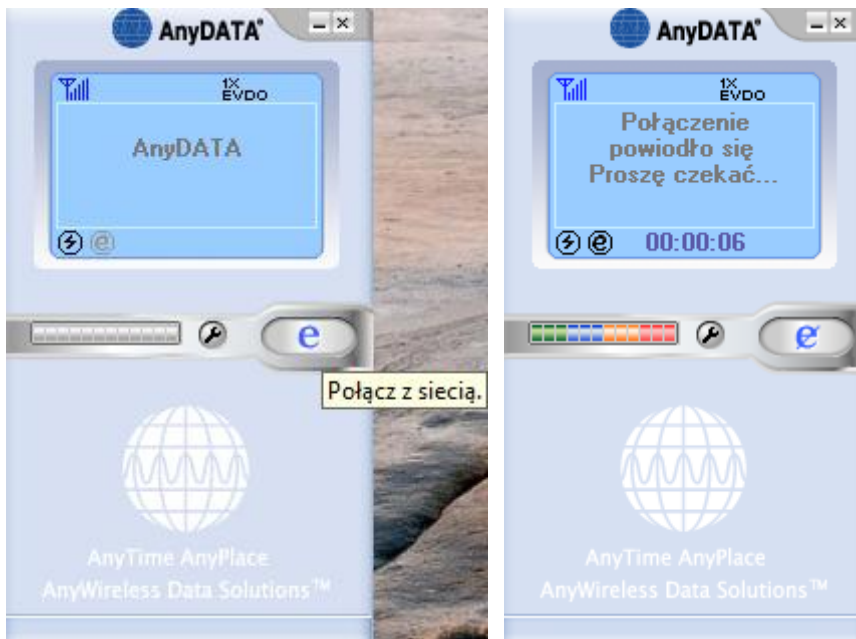 AnyDATA®
1X
EVDO
AnyDATA
e
e
Połącz z siecią.
AnyTime AnyPlace
AnyWireless Data Solutions™
AnyDATA®
1X
EVDO
Połączenie
powiodło się
Proszę czekać...
e 00:00:06
e
AnyTime AnyPlace
AnyWireless Data Solutions™